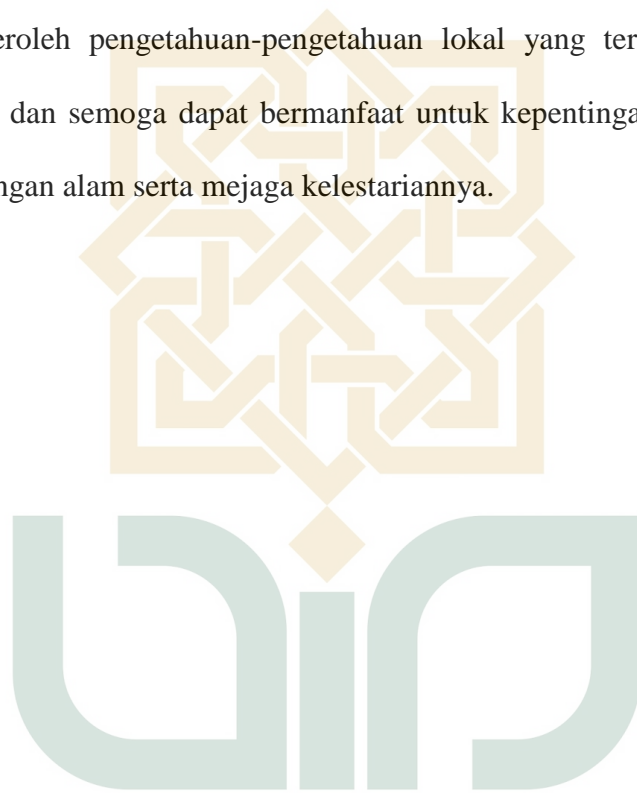 eroleh pengetahuan-pengetahuan lokal yang ter
dan semoga dapat bermanfaat untuk kepentinga
ngan alam serta mejaga kelestariannya.